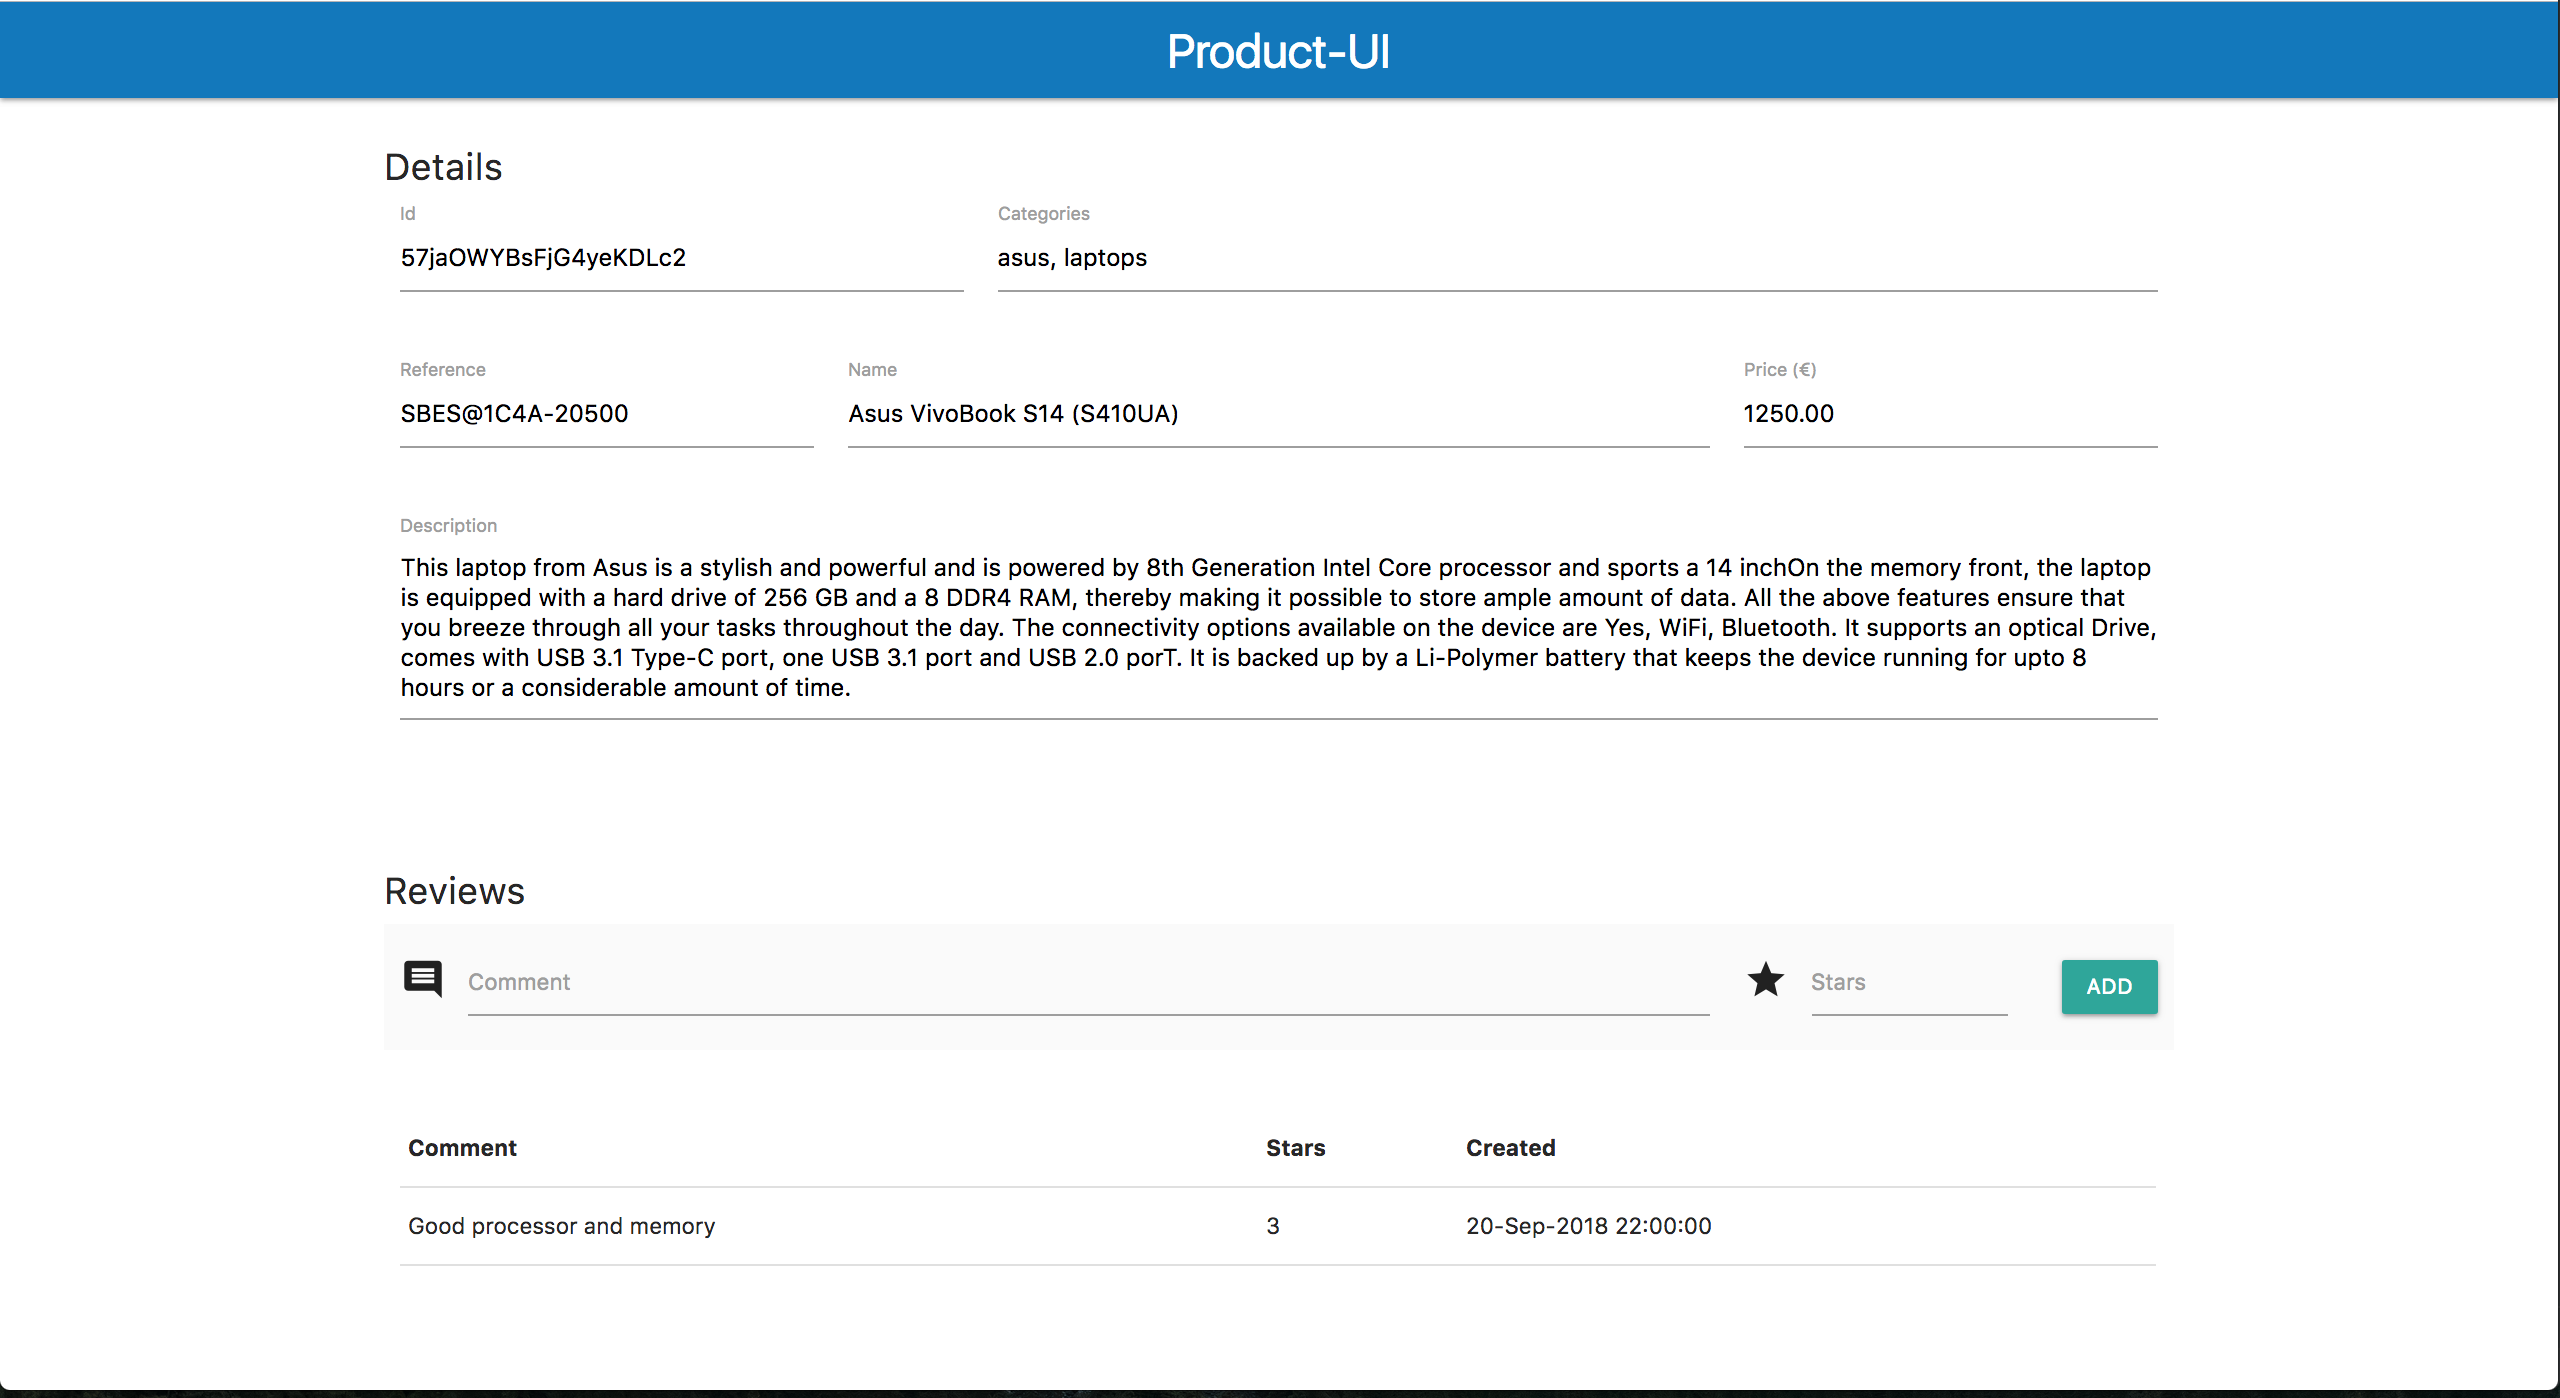 Product-UI
Details
Id
Categories
57jaOWYBsFjG4yeKDLc2
asus, laptops
Reference
Name
Price (€)
SBES@1C4A-20500
Asus VivoBook S14 (S410UA)
1250.00
Description
This laptop from Asus is a stylish and powerful and is powered by 8th Generation Intel Core processor and sports a 14 inchOn the memory front, the laptop
is equipped with a hard drive of 256 GB and a 8 DDR4 RAM, thereby making it possible to store ample amount of data. All the above features ensure that
you breeze through all your tasks throughout the day. The connectivity options available on the device are Yes, WiFi, Bluetooth. It supports an optical Drive,
comes with USB 3.1 Type-C port, one USB 3.1 port and USB 2.0 porT. It is backed up by a Li-Polymer battery that keeps the device running for upto 8
hours or a considerable amount of time.
Reviews
Comment
Stars
ADD
Comment
Stars
Created
Good processor and memory
3
20-Sep-2018 22:00:00